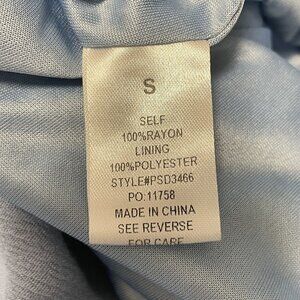 S
SELF
100%RAYON
LINING
100%POLYESTER
STYLE#PSD3466
PO:11758
MADE IN CHINA
SEE REVERSE
FOR CARE